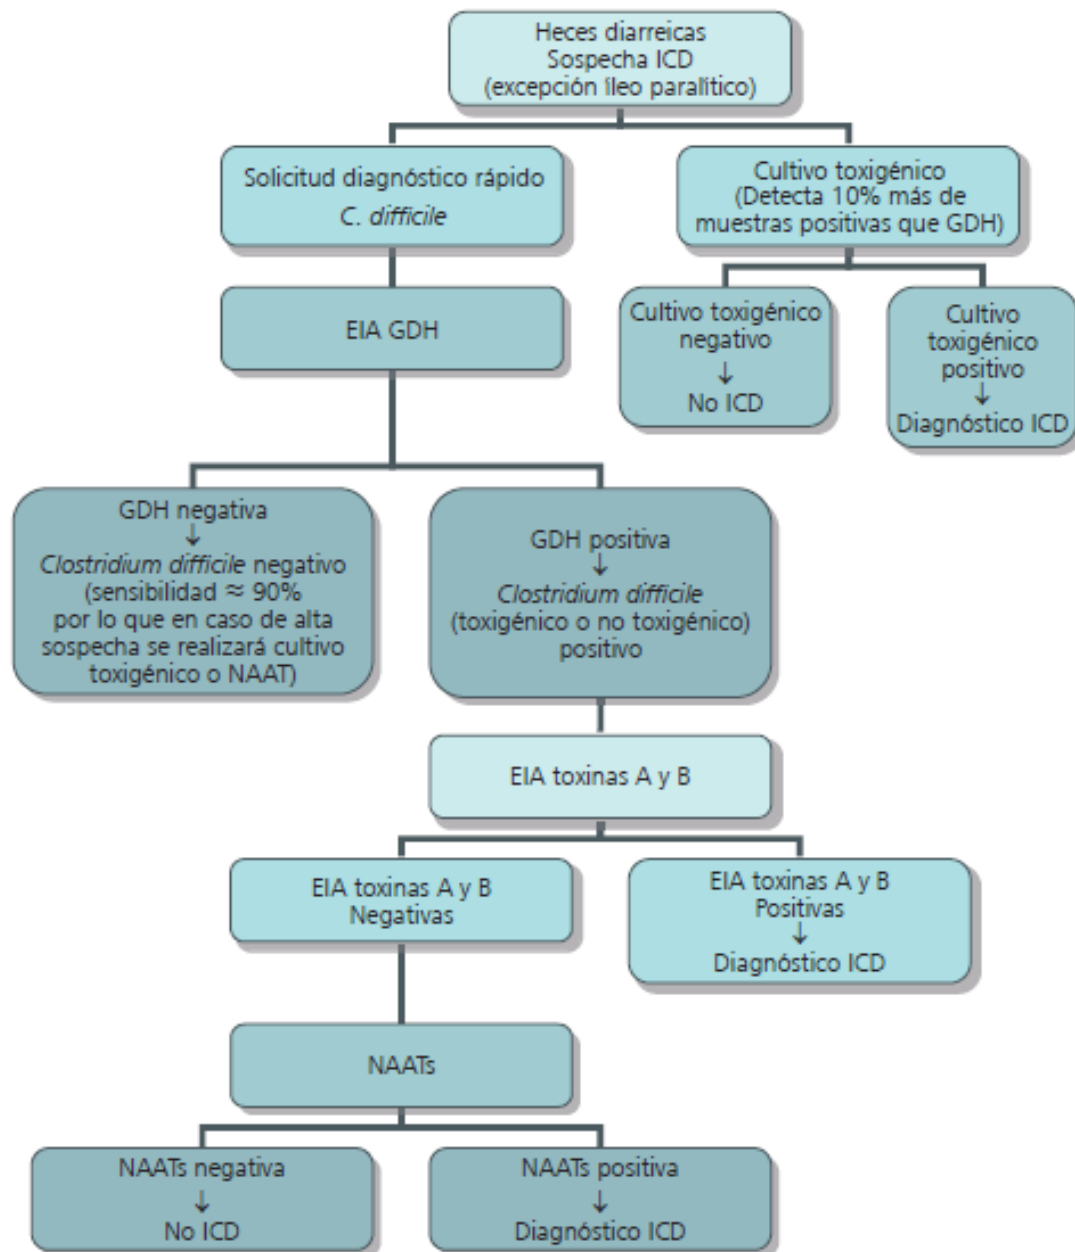 Heces diarreicas
Sospecha ICD
(excepción íleo paralítico)
Solicitud diagnóstico rápido
C. difficile
Cultivo toxigénico
(Detecta 10% más de
muestras positivas que GDH)
EIA GDH
Cultivo toxigénico
negativo
↓
No ICD
Cultivo
toxigénico
positivo
↓
Diagnóstico ICD
GDH negativa
↓
Clostridium difficile negativo
(sensibilidad ≈ 90%
por lo que en caso de alta
sospecha se realizará cultivo
toxigénico o NAAT)
GDH positiva
↓
Clostridium difficile
(toxigénico o no toxigénico)
positivo
EIA toxinas A y B
EIA toxinas A y B
Negativas
EIA toxinas A y B
Positivas
↓
Diagnóstico ICD
NAATs
NAATs negativa
↓
No ICD
NAATs positiva
↓
Diagnóstico ICD